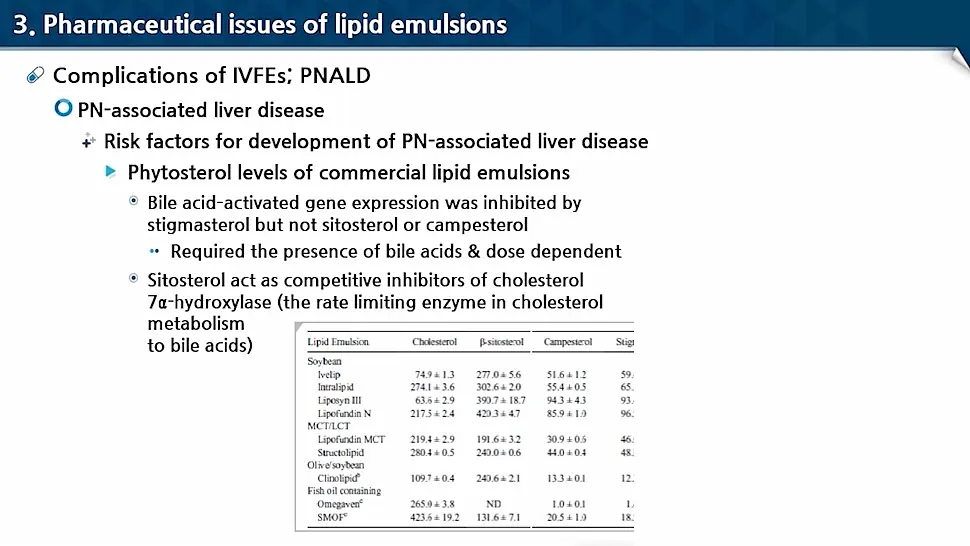 3. Pharmaceutical issues of lipid emulsions
Complications of IVFEs; PNALD
PN-associated liver disease
Risk factors for development of PN-associated liver disease
Phytosterol levels of commercial lipid emulsions
Bile acid-activated gene expression was inhibited by
stigmasterol but not sitosterol or campesterol
Required the presence of bile acids & dose dependent
Sitosterol act as competitive inhibitors of cholesterol
7α-hydroxylase (the rate limiting enzyme in cholesterol
metabolism
to bile acids)
Lipid Emulsion Cholesterol β-sitosterol Campesterol Stigr
Soybean
Ivelip 74.9 ± 1.3 277.0 ± 5.6 51.6 ± 1.2 59.
Intralipid 274.1 ± 3.6 302.6 ± 2.0 55.4 ± 0.5 65.
Liposyn III 63.6 ± 2.9 390.7 ± 18.7 94.3 ± 4.3 93.
Lipofundin N 217.5 ± 2.4 420.3 ± 4.7 85.9 ± 1.0 96.
MCT/LCT
Lipofundin MCT 219.4 ± 2.9 191.6 ± 3.2 30.9 ± 0.6 46.
Structolipid 280.4 ± 0.5 240.0 ± 0.6 44.0 ± 0.4 48.
Olive/soybean
Clinolipid 109.7 ± 0.4 240.6 ± 2.1 13.3 ± 0.1 12.
Fish oil containing
Omegaven 265.0 ± 3.8 ND 1.0 ± 0.1 1.
SMOF 423.6 ± 19.2 131.6 ± 7.1 20.5 ± 1.0 18.